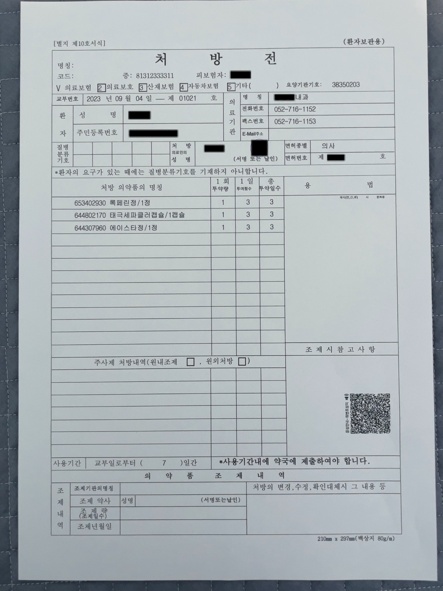 [별지 제10호서식]
(환자보관용)
처 방 전
명칭:
코드: 증: 81312333311 피보험자:
V 의료보험 2 의료보호 3 산재보험 4 자동차보험 5 기타( ) 요양기관기호: 38350203
교부번호 2023 년 09 월 04 일 — 제 01021 호
의료기관
명 칭 내과
전화번호 052-716-1152
팩스번호 052-716-1153
E-Mail주소
환자
성 명
주민등록번호
질병분류기호
처 방 의료인의 성 명
(서명 또는 날인)
면허종별 의사
면허번호 제 호
*환자의 요구가 있는 때에는 질병분류기호를 기재하지 아니합니다.
처방 의약품의 명칭 1회 투약량 1일 투여횟수 총 투약일수 용 법
653402930 록페린정/1정 1 3 3
644802170 태극세파클러캡슐/1캡슐 1 3 3
644307960 에이스타정/1정 1 3 3
조제시참고사항
주사제 처방내역(원내조제 □ , 원외처방 □ )
사용기간 교부일로부터 ( 7 )일간 *사용기간내에 약국에 제출하여야 합니다.
의 약 품 조 제 내 역
조제내역
조제기관의명칭
처방의 변경,수정,확인대체시 그 내용 등
조제 약사 성명 (서명또는날인)
조 제 약 (조제일수)
조제년월일
210mm x 297mm(백상지 80g/m)